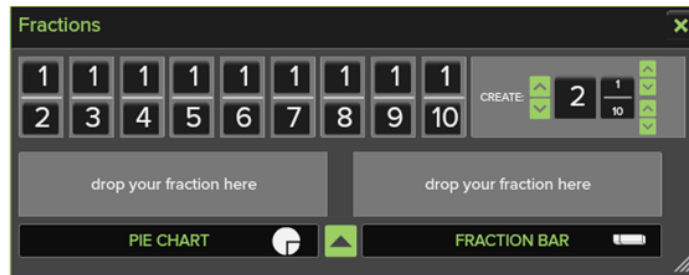 Fractions
1 1 1 1 1 1 1 1 1
2 3 4 5 6 7 8 9 10
CREATE: 2 1
10
drop your fraction here drop your fraction here
PIE CHART FRACTION BAR